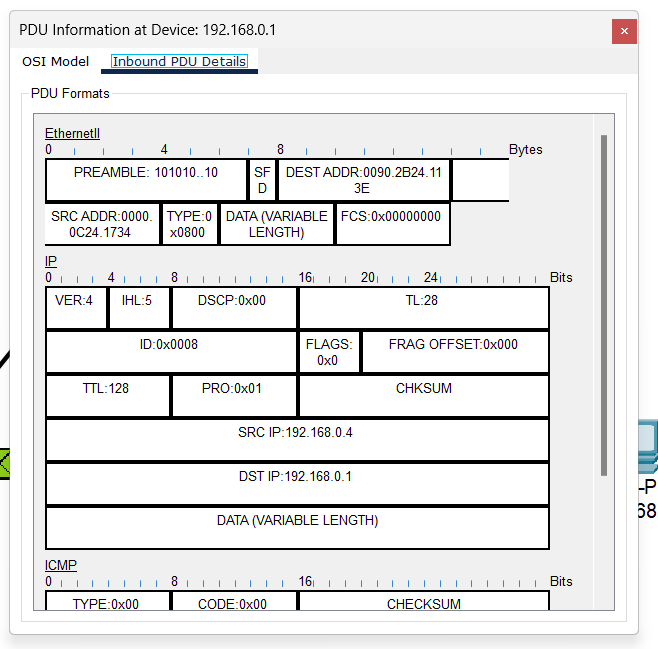 PDU Information at Device: 192.168.0.1
OSI Model Inbound PDU Details
PDU Formats
EthernetII
0 4 8 Bytes
PREAMBLE: 101010..10 SF DEST ADDR:0090.2B24.11
D 3E
SRC ADDR:0000. TYPE:0 DATA (VARIABLE FCS:0x00000000
0C24.1734 x0800 LENGTH)
IP
0 4 8 16 20 24 Bits
VER:4 IHL:5 DSCP:0x00 TL:28
ID:0x0008 FLAGS: FRAG OFFSET:0x000
0x0
TTL:128 PRO:0x01 CHKSUM
SRC IP:192.168.0.4
DST IP:192.168.0.1
DATA (VARIABLE LENGTH)
-P
68
ICMP
0 8 16 Bits
TYPE:0x00 CODE:0x00 CHECKSUM